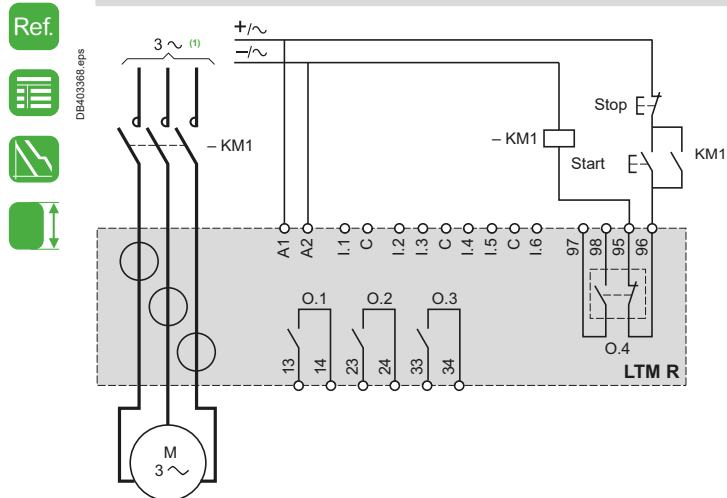 Ref.
DB403368.eps
3 ∼ (1)
+/∼
−/∼
– KM1
– KM1
Stop
Start
KM1
A1
A2
I.1
C
I.2
I.3
C
I.4
I.5
C
I.6
97
98
95
96
O.1
O.2
O.3
O.4
13
14
23
24
33
34
LTM R
M
3 ∼